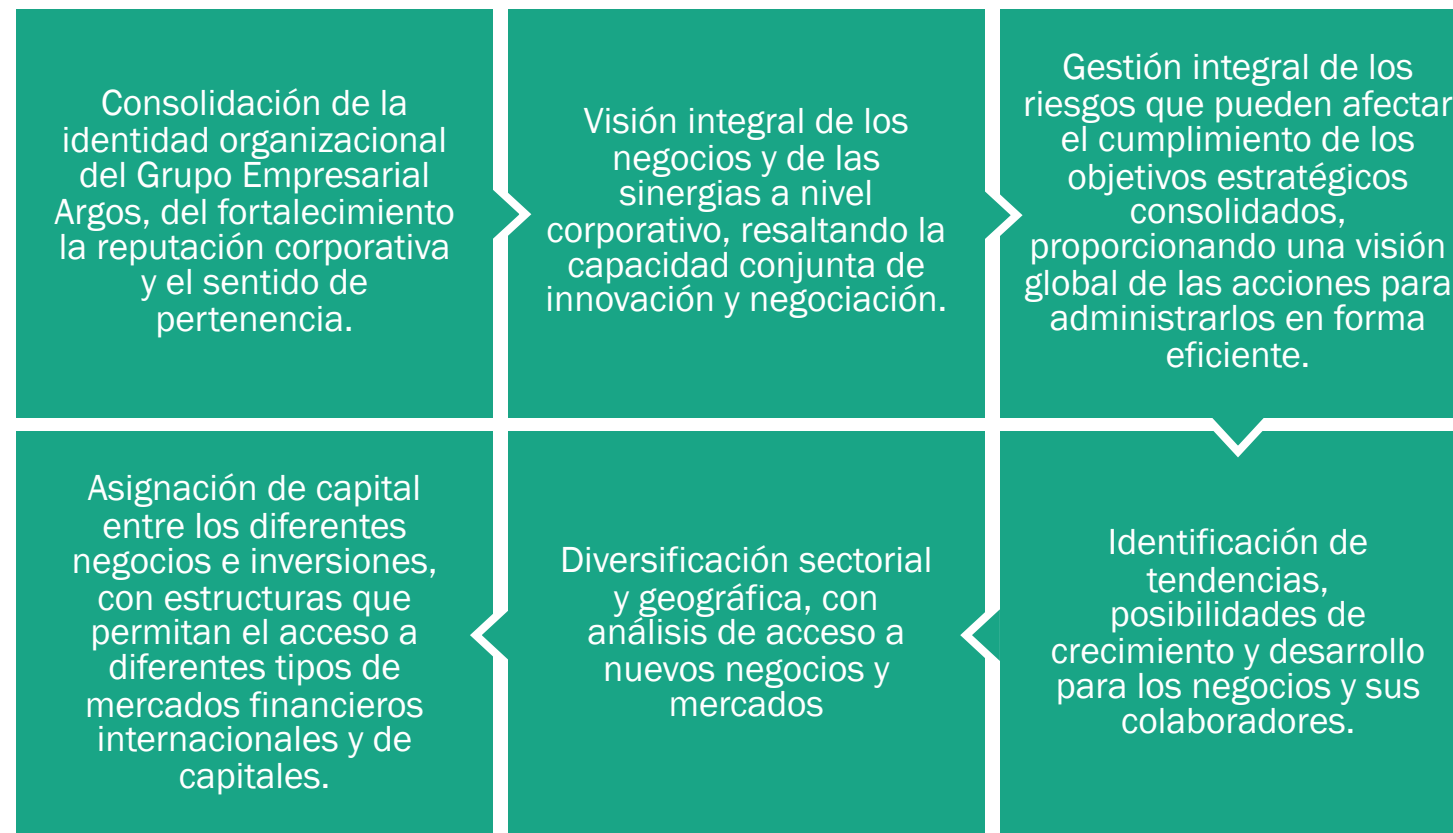 Consolidación de la
identidad organizacional
del Grupo Empresarial
Argos, del fortalecimiento
la reputación corporativa
y el sentido de
pertenencia.
Visión integral de los
negocios y de las
sinergias a nivel
corporativo, resaltando la
capacidad conjunta de
innovación y negociación.
Gestión integral de los
riesgos que pueden afectar
el cumplimiento de los
objetivos estratégicos
consolidados,
proporcionando una visión
global de las acciones para
administrarlos en forma
eficiente.
Identificación de
tendencias,
posibilidades de
crecimiento y desarrollo
para los negocios y sus
colaboradores.
Diversificación sectorial
y geográfica, con
análisis de acceso a
nuevos negocios y
mercados
Asignación de capital
entre los diferentes
negocios e inversiones,
con estructuras que
permitan el acceso a
diferentes tipos de
mercados financieros
internacionales y de
capitales.